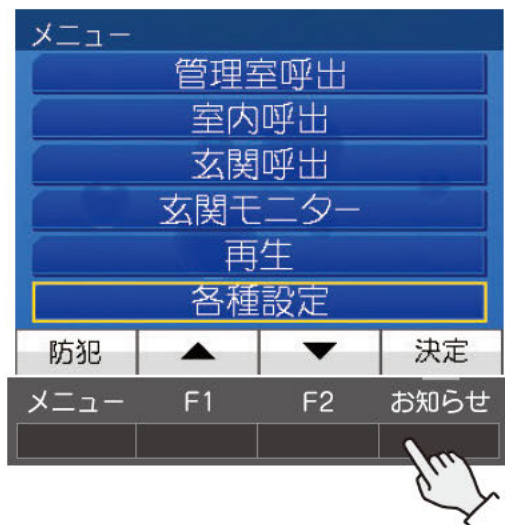 メニュー
管理室呼出
室内呼出
玄関呼出
玄関モニター
再生
各種設定
防犯 ▲ ▼ 決定
メニュー F1 F2 お知らせ